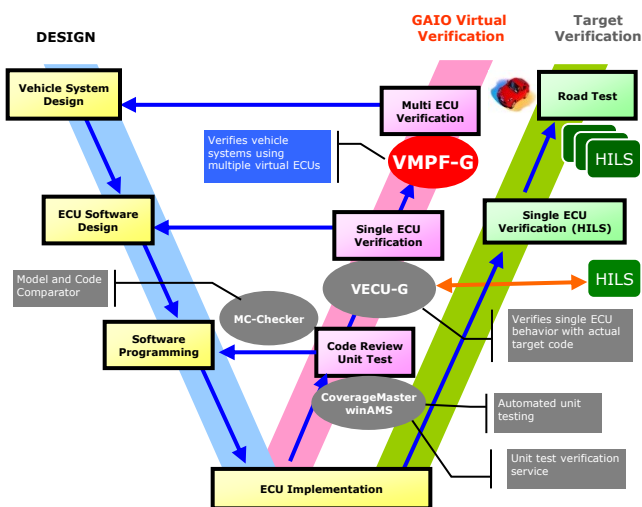 DESIGN
GAIO Virtual
Verification
Target
Verification
Vehicle System
Design
Multi ECU
Verification
Road Test
Verifies vehicle
systems using
multiple virtual ECUs
VMPF-G
HILS
ECU Software
Design
Single ECU
Verification
Single ECU
Verification (HILS)
Model and Code
Comparator
VECU-G
HILS
MC-Checker
Verifies single ECU
behavior with actual
target code
Software
Programming
Code Review
Unit Test
CoverageMaster
winAMS
Automated unit
testing
Unit test verification
service
ECU Implementation